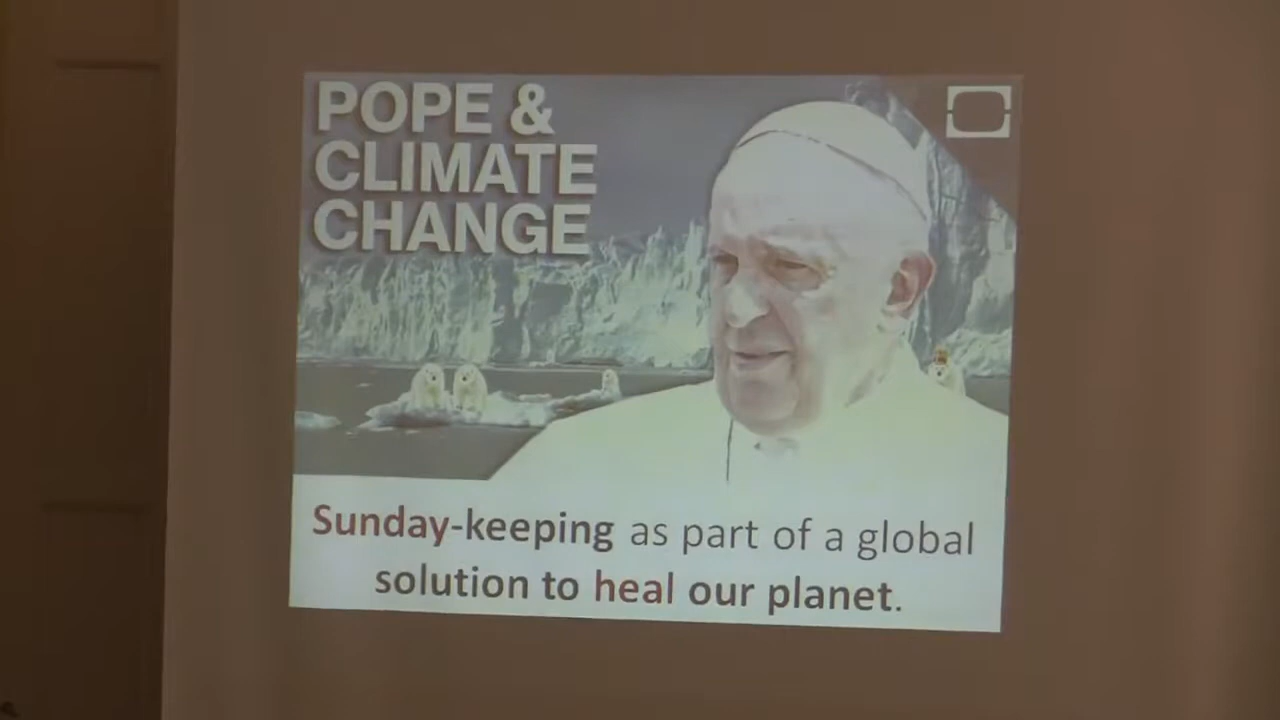 POPE &
CLIMATE
CHANGE
Sunday-keeping as part of a global
solution to heal our planet.